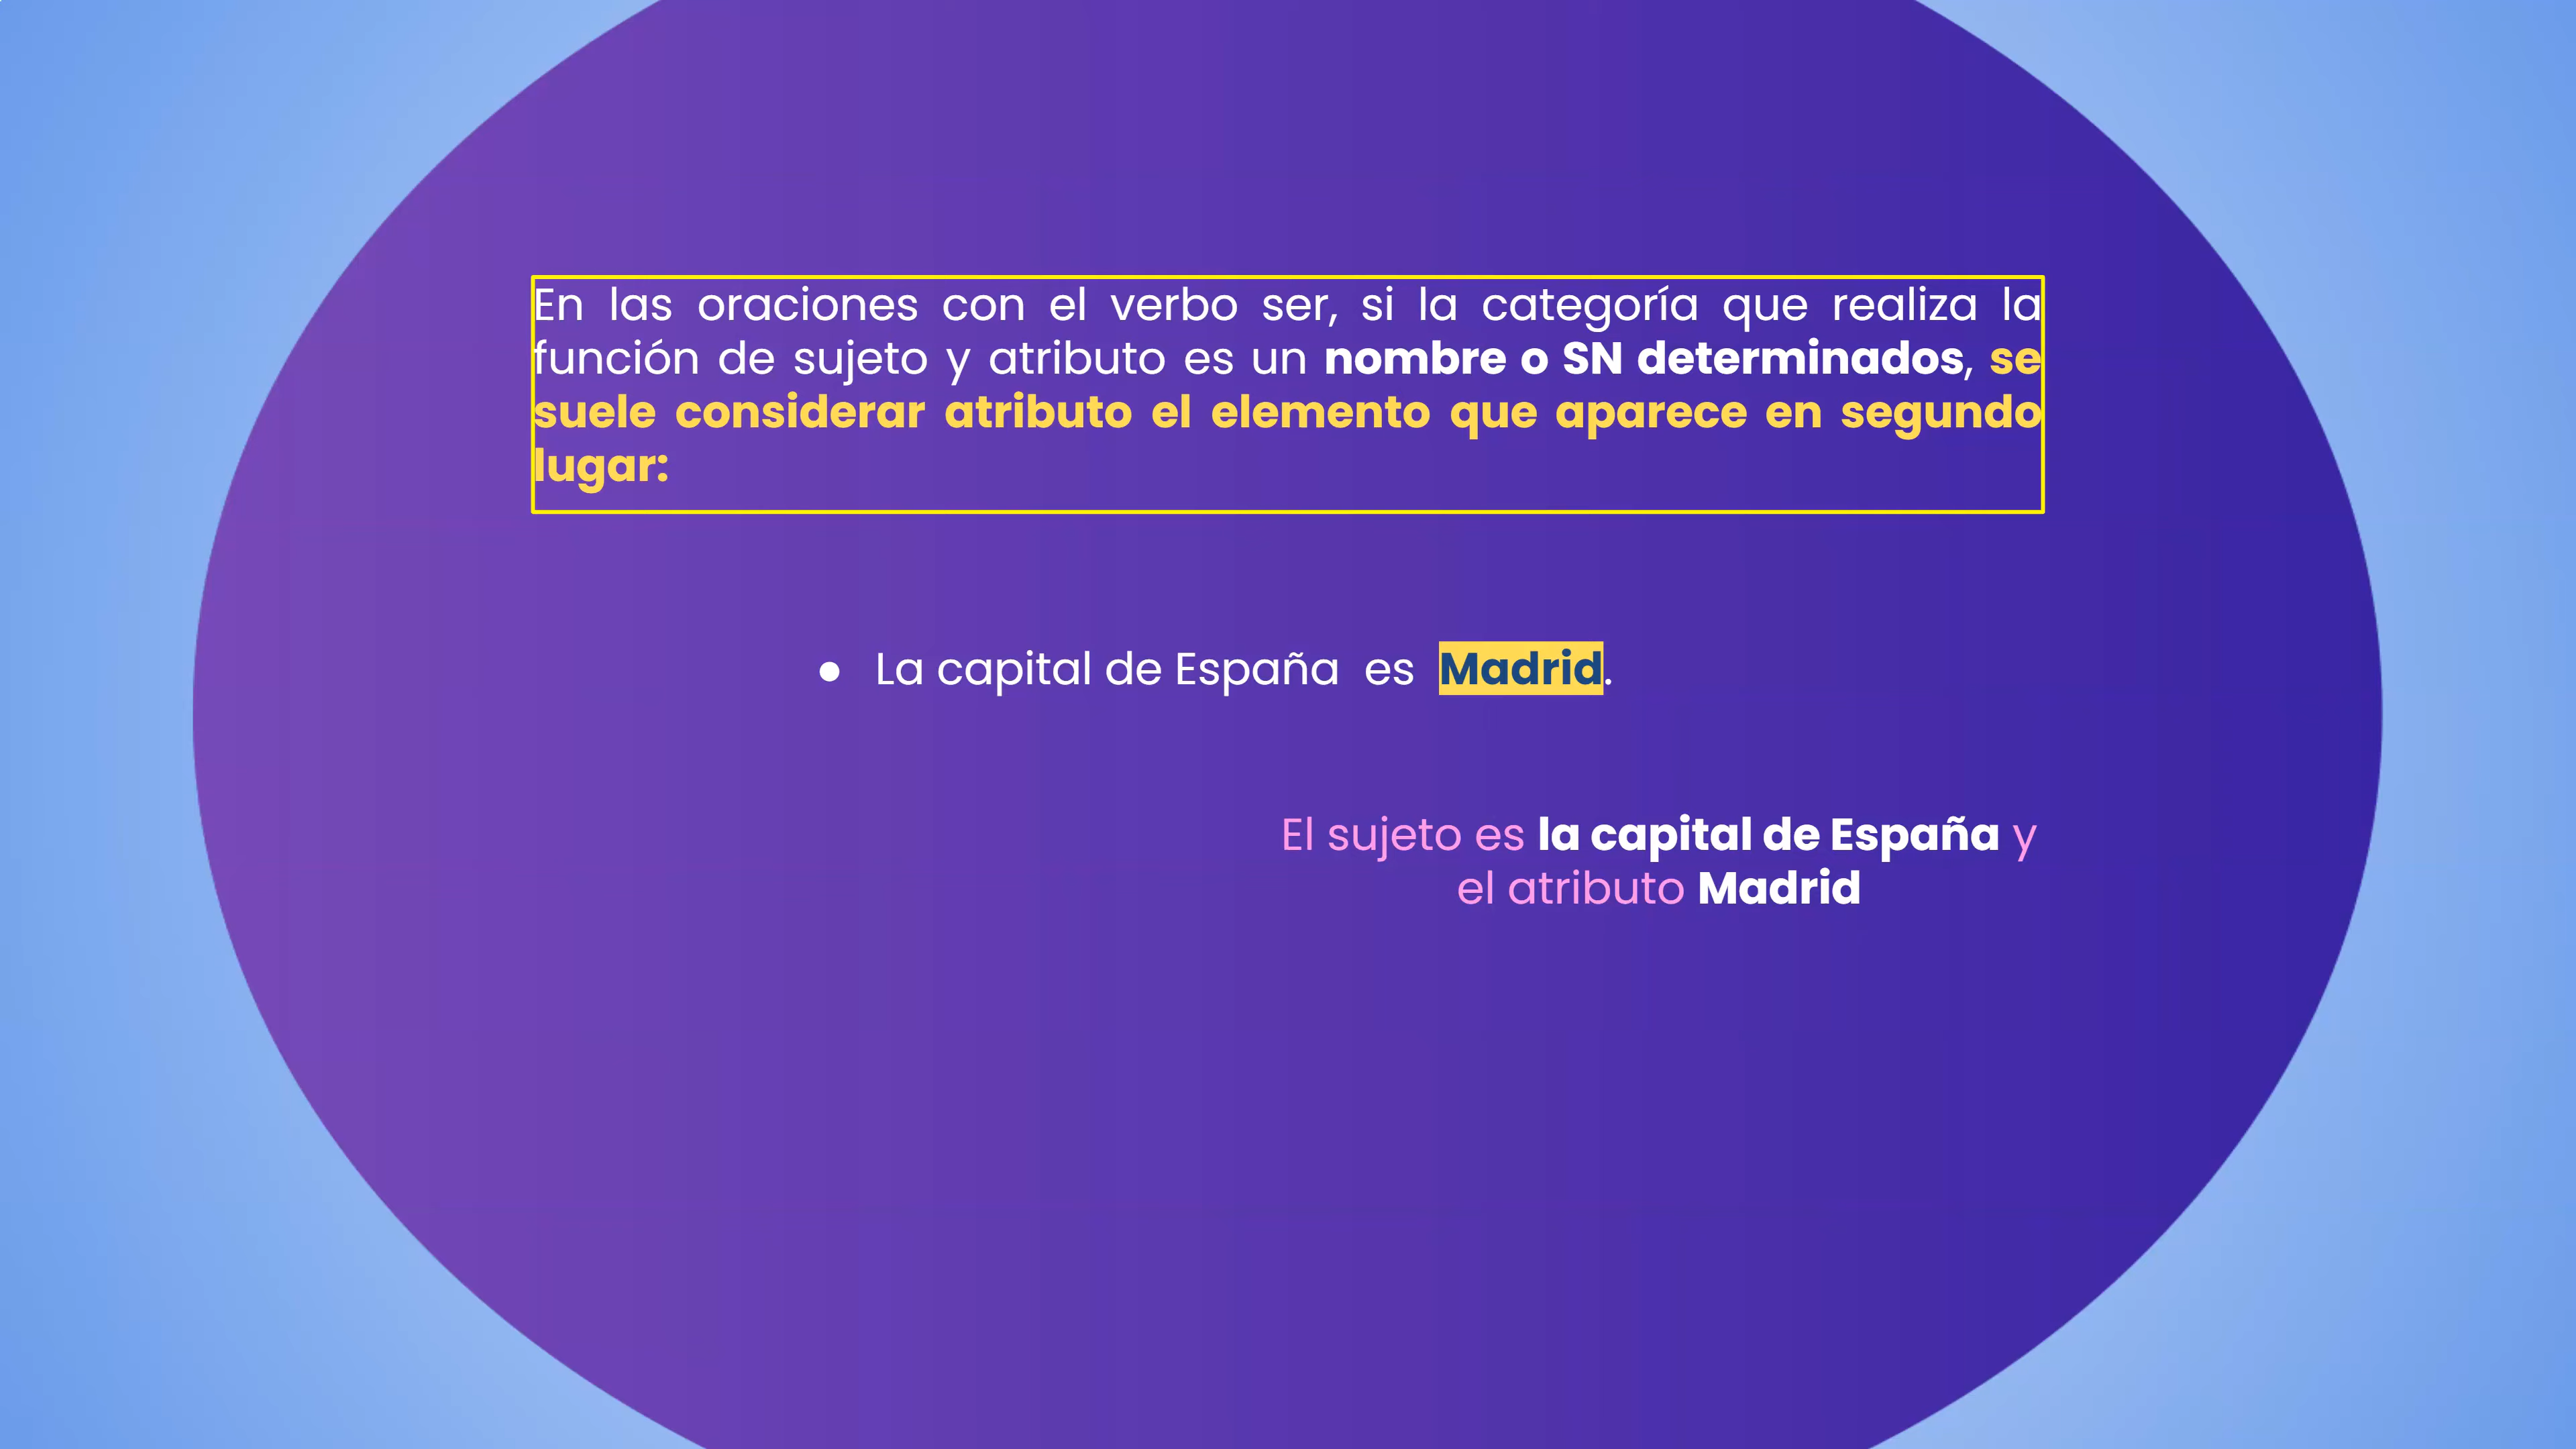 En las oraciones con el verbo ser, si la categoría que realiza la
función de sujeto y atributo es un nombre o SN determinados, se
suele considerar atributo el elemento que aparece en segundo
lugar:
● La capital de España es Madrid.
El sujeto es la capital de España y
el atributo Madrid